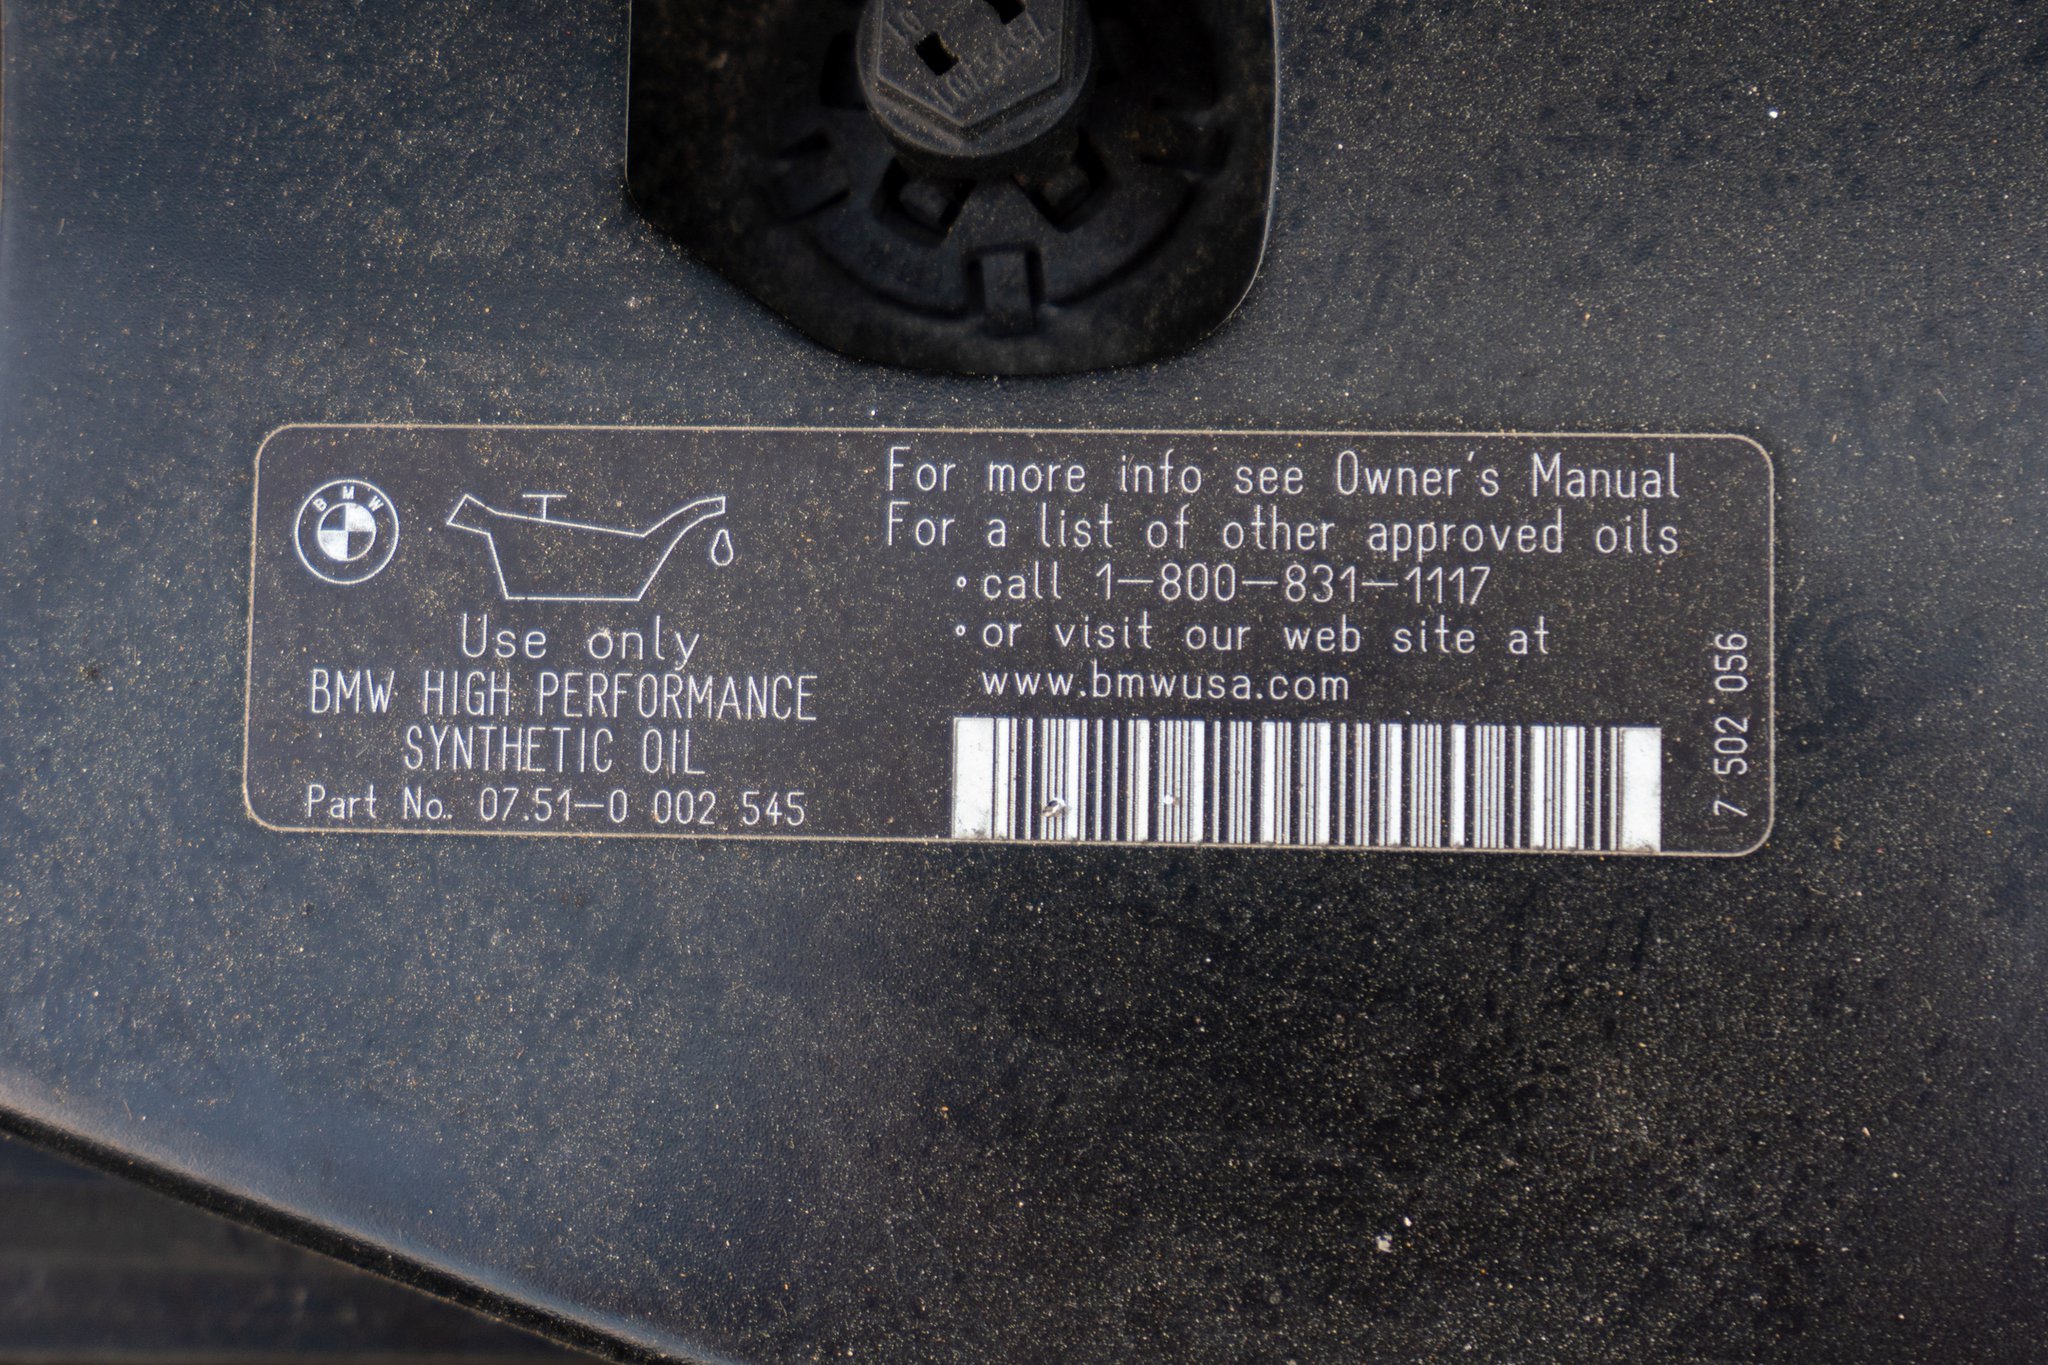 BMW
Use only
BMW HIGH PERFORMANCE
SYNTHETIC OIL
Part No.. 07.51-0 002 545
For more info see Owner's Manual
For a list of other approved oils
• call 1-800-831-1117
• or visit our web site at
www.bmwusa.com
7 502 056